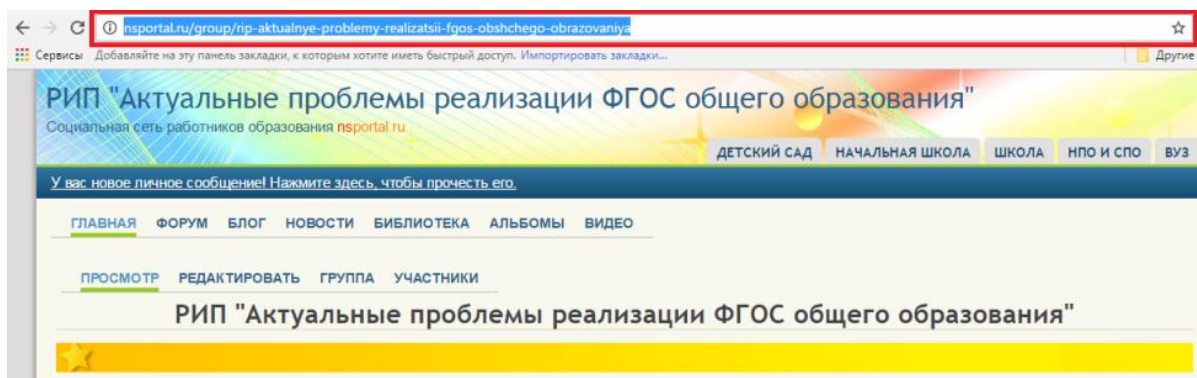 nsportal.ru/group/rip-aktualnye-problemy-realizatsii-fgos-obshchego-obrazovaniya
Сервисы Добавляйте на эту панель закладки, к которым хотите иметь быстрый доступ. Импортировать закладки... Другие
РИП "Актуальные проблемы реализации ФГОС общего образования"
Социальная сеть работников образования nsportal.ru
ДЕТСКИЙ САД НАЧАЛЬНАЯ ШКОЛА ШКОЛА НПО И СПО ВУЗ
У вас новое личное сообщение! Нажмите здесь, чтобы прочесть его.
ГЛАВНАЯ ФОРУМ БЛОГ НОВОСТИ БИБЛИОТЕКА АЛЬБОМЫ ВИДЕО
ПРОСМОТР РЕДАКТИРОВАТЬ ГРУППА УЧАСТНИКИ
РИП "Актуальные проблемы реализации ФГОС общего образования"